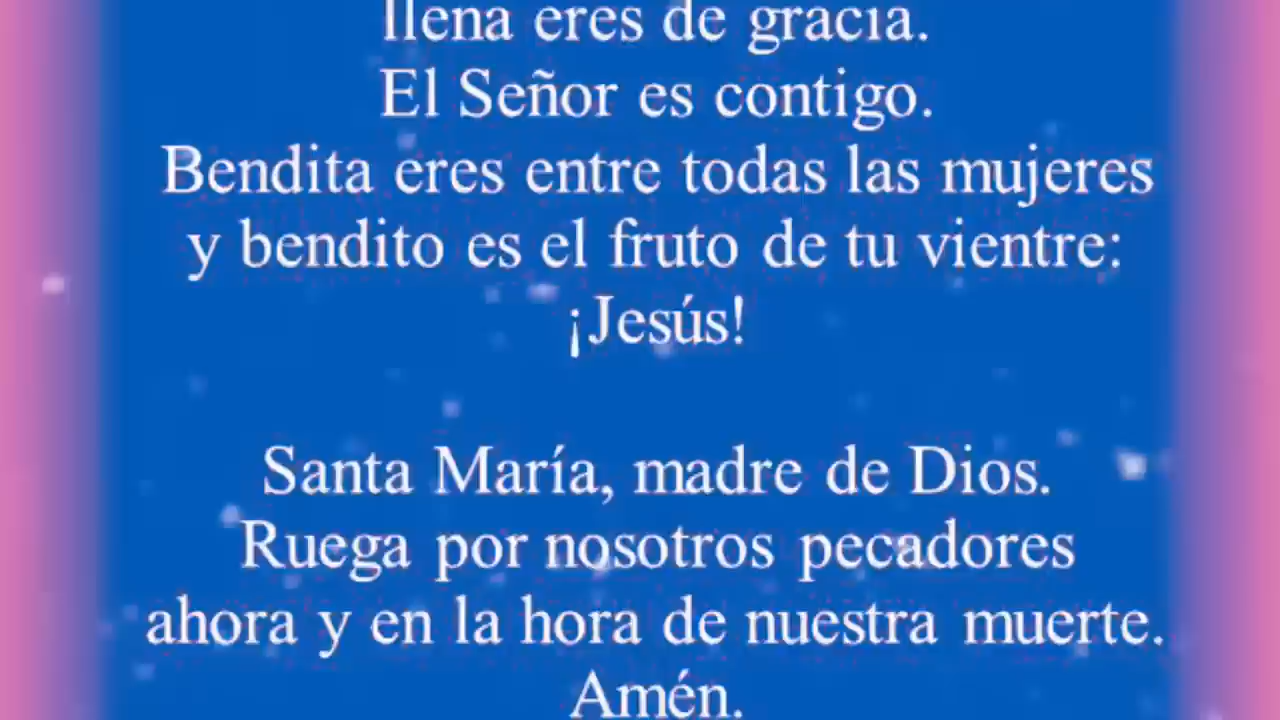 llena eres de gracia.
El Señor es contigo.
Bendita eres entre todas las mujeres
y bendito es el fruto de tu vientre:
¡Jesús!
Santa María, madre de Dios.
Ruega por nosotros pecadores
ahora y en la hora de nuestra muerte.
Amén.